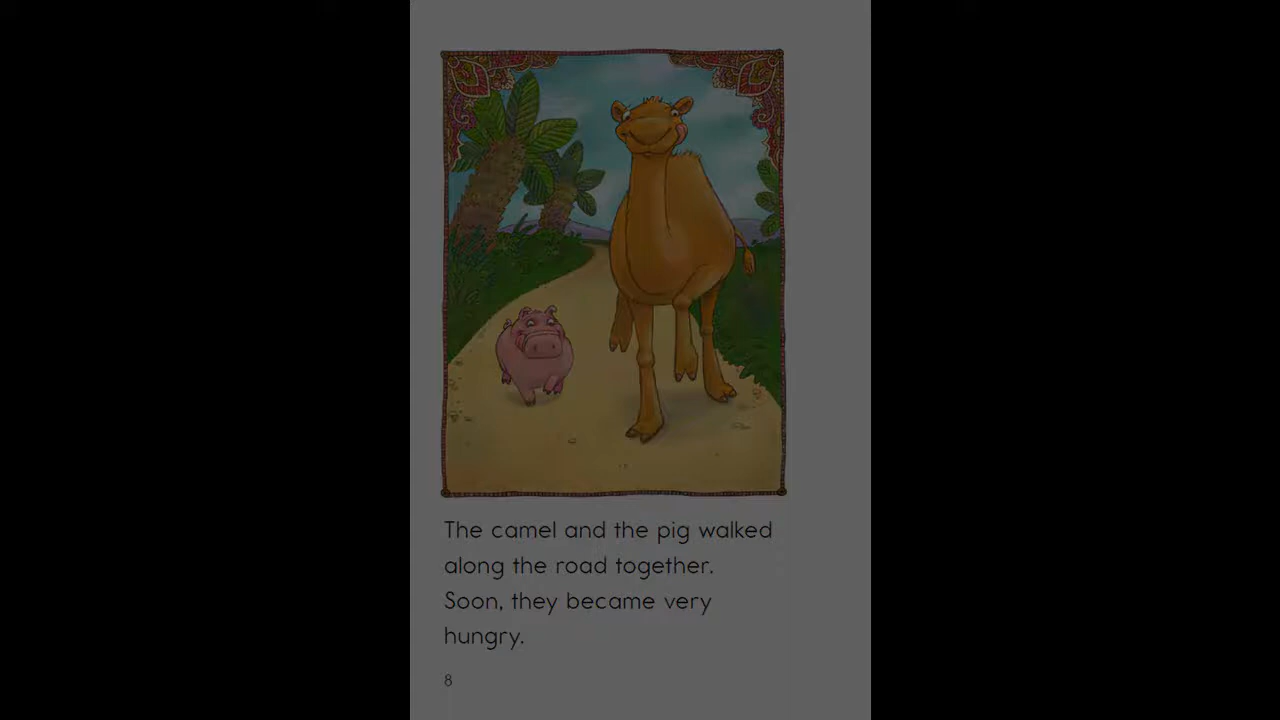 The camel and the pig walked
along the road together.
Soon, they became very
hungry.
8